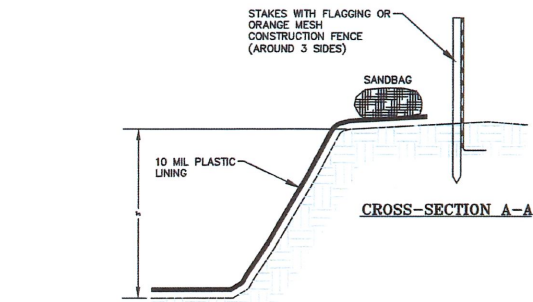 STAKES WITH FLAGGING OR
ORANGE MESH
CONSTRUCTION FENCE
(AROUND 3 SIDES)
SANDBAG
10 MIL PLASTIC
LINING
CROSS-SECTION A-A